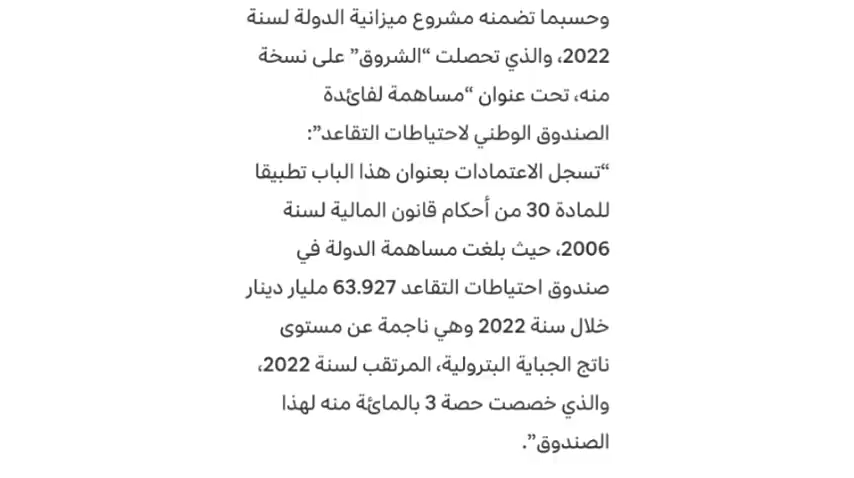 وحسبما تضمنه مشروع ميزانية الدولة لسنة
2022، والذي تحصلت “الشروق” على نسخة
منه، تحت عنوان “مساهمة لفائدة
الصندوق الوطني لاحتياطات التقاعد”:
“تسجل الاعتمادات بعنوان هذا الباب تطبيقا
للمادة 30 من أحكام قانون المالية لسنة
2006، حيث بلغت مساهمة الدولة في
صندوق احتياطات التقاعد 63.927 مليار دينار
خلال سنة 2022 وهي ناجمة عن مستوى
ناتج الجباية البترولية، المرتقب لسنة 2022،
والذي خصصت حصة 3 بالمائة منه لهذا
الصندوق”.